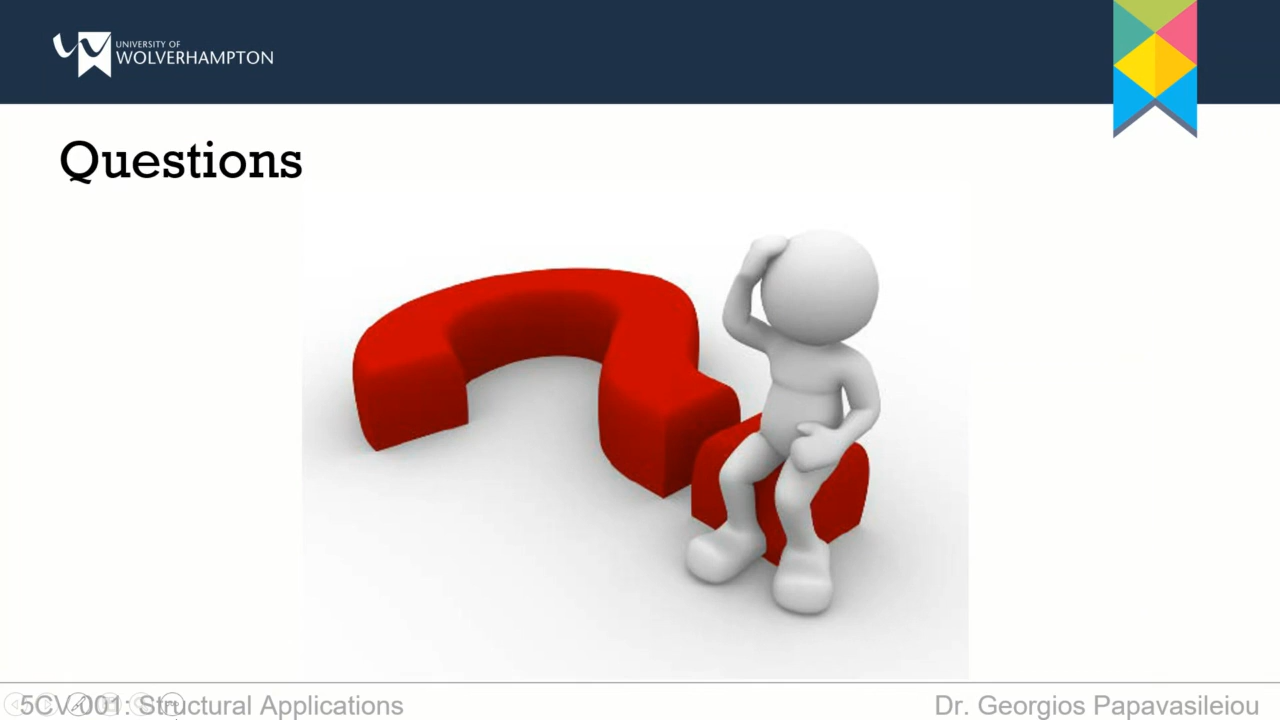 UNIVERSITY OF
WOLVERHAMPTON
Questions
5CV001: Structural Applications
Dr. Georgios Papavasileiou